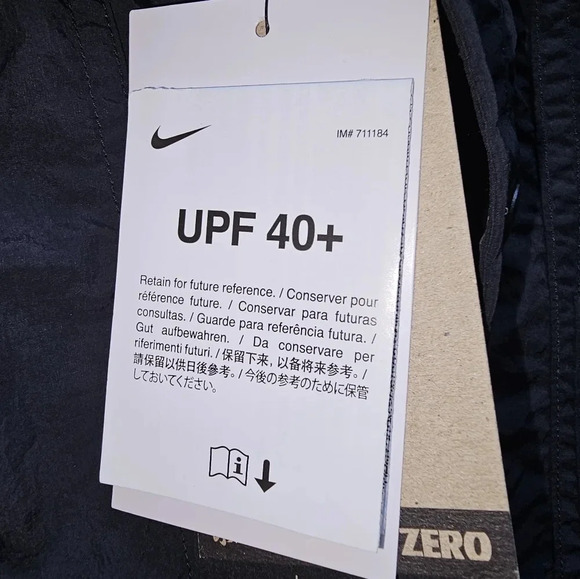 IM# 711184
UPF 40+
Retain for future reference. / Conserver pour
référence future. / Conservar para futuras
consultas. / Guarde para referência futura. /
Gut aufbewahren. / Da conservare per
riferimenti futuri. / 保留下来，以备将来参考。/
請保留以供日後參考。/ 今後の参考のために保管
しておいてください。
i
ZERO